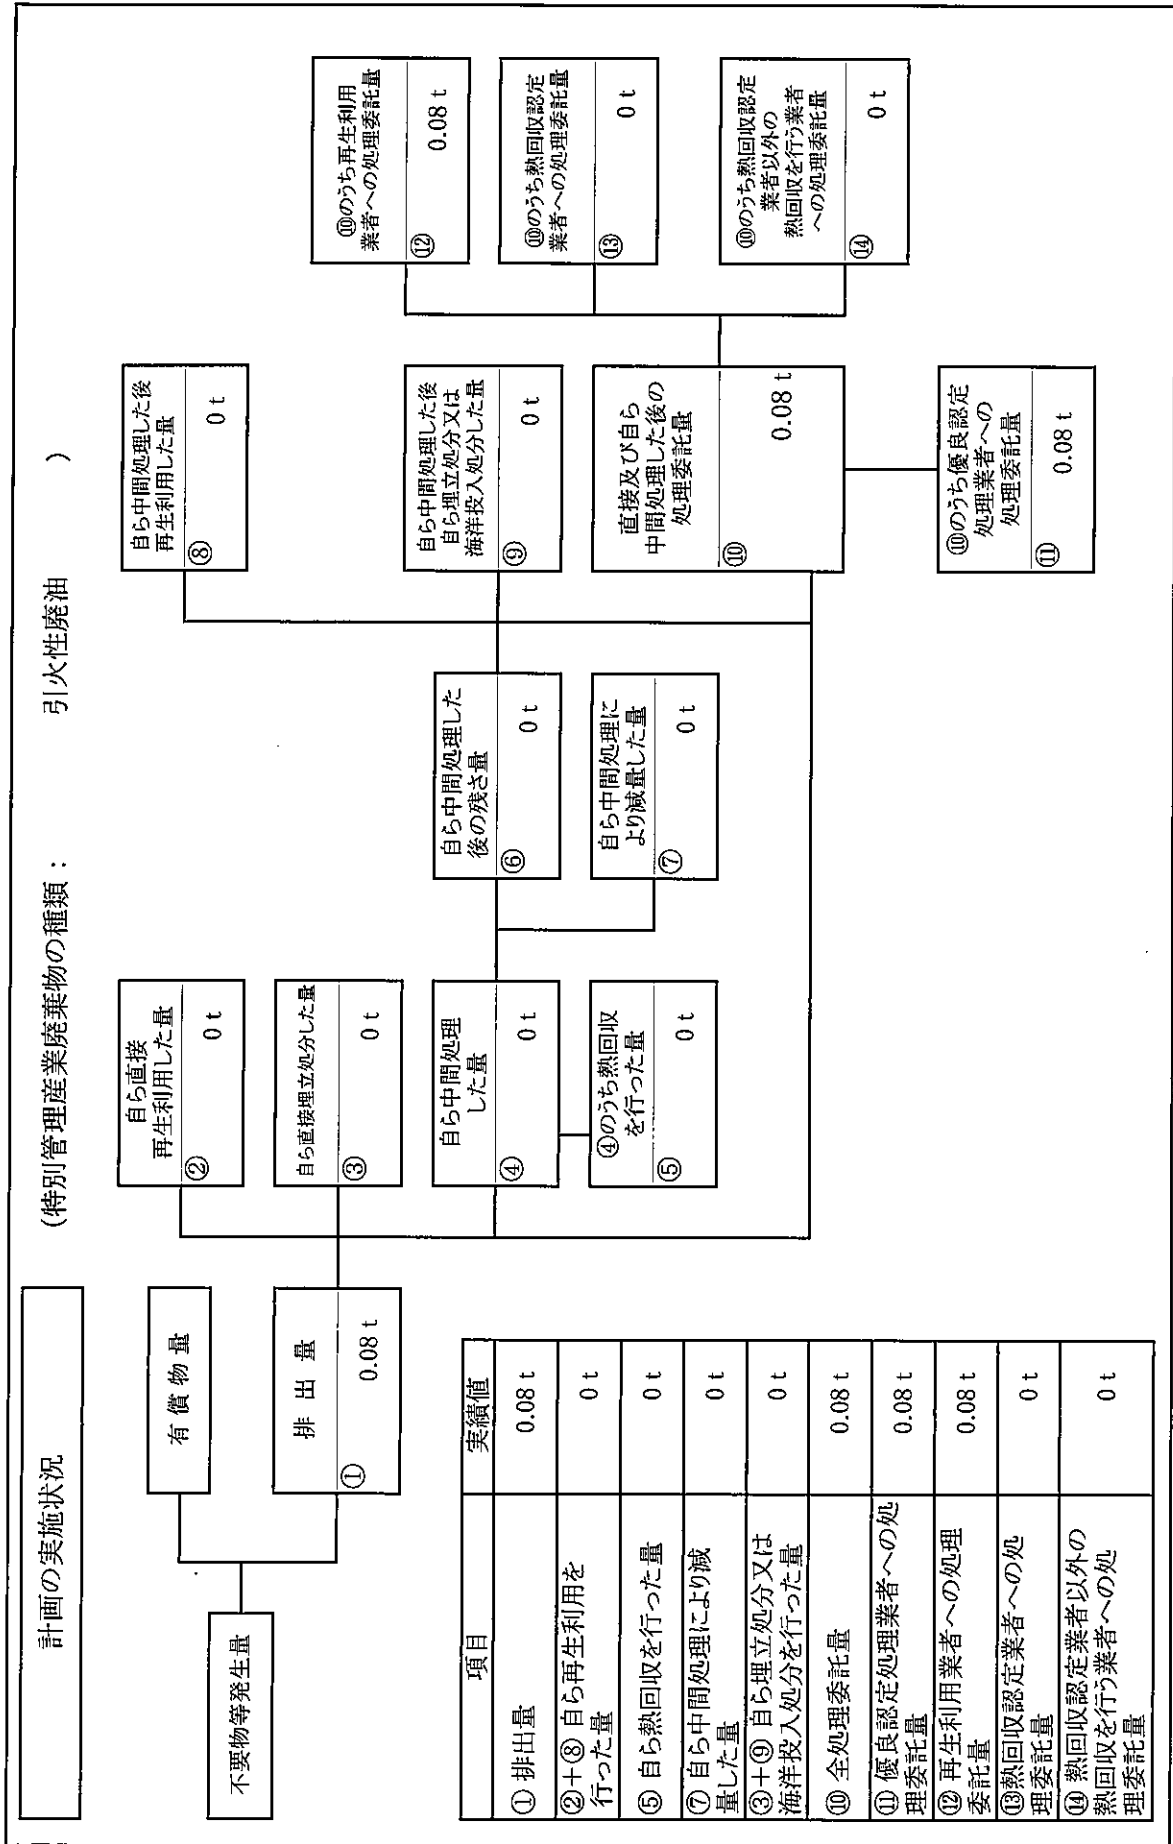 計画の実施状況
(特別管理産業廃棄物の種類: 引火性廃油 )
不要物等発生量
有償物量
排出量
① 0.08 t
自ら直接
再生利用した量
② 0 t
自ら直接埋立処分した量
③ 0 t
自ら中間処理
した量
④ 0 t
④のうち熱回収
を行った量
⑤ 0 t
自ら中間処理した
後の残さ量
⑥ 0 t
自ら中間処理に
より減量した量
⑦ 0 t
自ら中間処理した後
再生利用した量
⑧ 0 t
自ら中間処理した後
自ら埋立処分又は
海洋投入処分した量
⑨ 0 t
直接及び自ら
中間処理した後の
処理委託量
⑩ 0.08 t
⑩のうち優良認定
処理業者への
処理委託量
⑪ 0.08 t
⑩のうち再生利用
業者への処理委託量
⑫ 0.08 t
⑩のうち熱回収認定
業者への処理委託量
⑬ 0 t
⑩のうち熱回収認定
業者以外の
熱回収を行う業者
への処理委託量
⑭ 0 t
項目 実績値
①排出量 0.08 t
②+⑧ 自ら再生利用を
行った量 0 t
⑤ 自ら熱回収を行った量 0 t
⑦ 自ら中間処理により減
量した量 0 t
③+⑨ 自ら埋立処分又は
海洋投入処分を行った量 0 t
⑩ 全処理委託量 0.08 t
⑪ 優良認定処理業者への処
理委託量 0.08 t
⑫ 再生利用業者への処理
委託量 0.08 t
⑬熱回収認定業者への処
理委託量 0 t
⑭ 熱回収認定業者以外の
熱回収を行う業者への処
理委託量 0 t